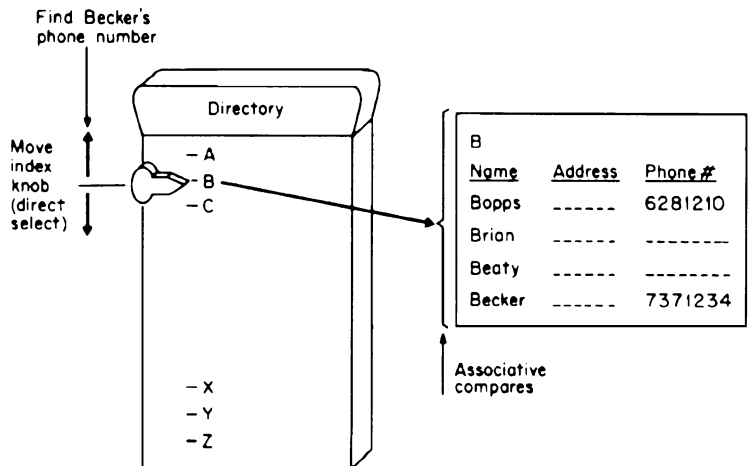 Find Becker's
phone number
Directory
Move
index
knob
(direct
select)
– A
– B
– C
– X
– Y
– Z
B
Name Address Phone #
Bopps ------ 6281210
Brian ------ --------
Beaty ------ --------
Becker ------ 7371234
Associative
compares